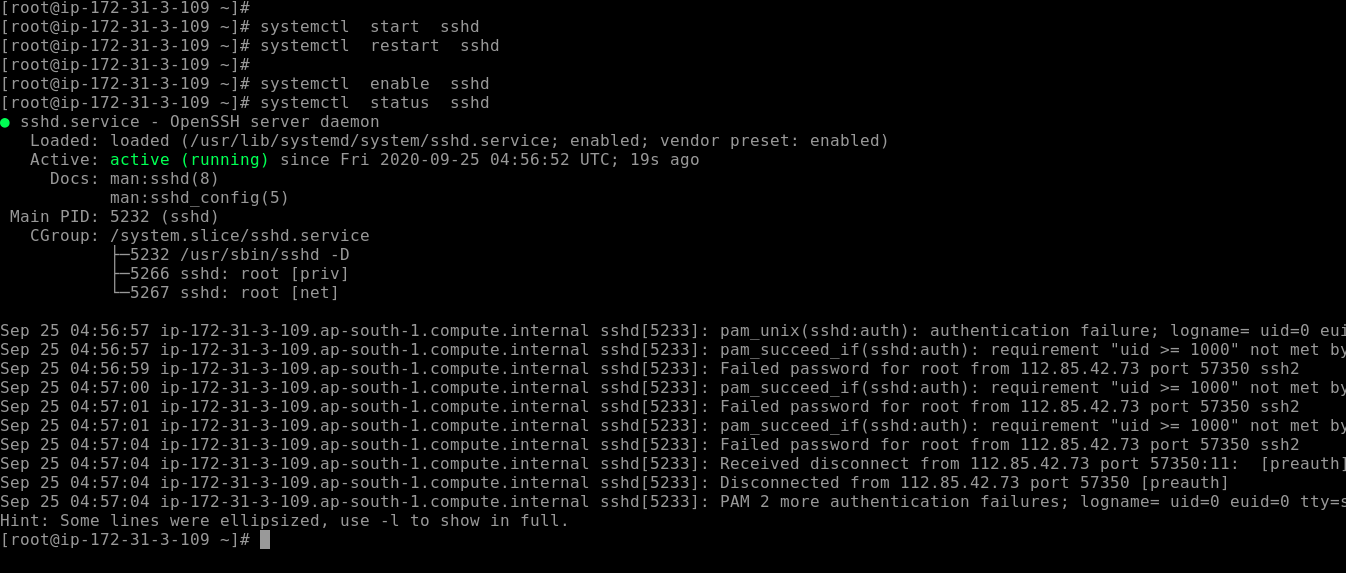 [root@ip-172-31-3-109 ~]#
[root@ip-172-31-3-109 ~]# systemctl  start  sshd
[root@ip-172-31-3-109 ~]# systemctl  restart  sshd
[root@ip-172-31-3-109 ~]#
[root@ip-172-31-3-109 ~]# systemctl  enable  sshd
[root@ip-172-31-3-109 ~]# systemctl  status  sshd
● sshd.service - OpenSSH server daemon
   Loaded: loaded (/usr/lib/systemd/system/sshd.service; enabled; vendor preset: enabled)
   Active: active (running) since Fri 2020-09-25 04:56:52 UTC; 19s ago
     Docs: man:sshd(8)
           man:sshd_config(5)
 Main PID: 5232 (sshd)
   CGroup: /system.slice/sshd.service
           ├─5232 /usr/sbin/sshd -D
           ├─5266 sshd: root [priv]
           └─5267 sshd: root [net]

Sep 25 04:56:57 ip-172-31-3-109.ap-south-1.compute.internal sshd[5233]: pam_unix(sshd:auth): authentication failure; logname= uid=0 eui
Sep 25 04:56:57 ip-172-31-3-109.ap-south-1.compute.internal sshd[5233]: pam_succeed_if(sshd:auth): requirement "uid >= 1000" not met by
Sep 25 04:56:59 ip-172-31-3-109.ap-south-1.compute.internal sshd[5233]: Failed password for root from 112.85.42.73 port 57350 ssh2
Sep 25 04:57:00 ip-172-31-3-109.ap-south-1.compute.internal sshd[5233]: pam_succeed_if(sshd:auth): requirement "uid >= 1000" not met by
Sep 25 04:57:01 ip-172-31-3-109.ap-south-1.compute.internal sshd[5233]: Failed password for root from 112.85.42.73 port 57350 ssh2
Sep 25 04:57:01 ip-172-31-3-109.ap-south-1.compute.internal sshd[5233]: pam_succeed_if(sshd:auth): requirement "uid >= 1000" not met by
Sep 25 04:57:04 ip-172-31-3-109.ap-south-1.compute.internal sshd[5233]: Failed password for root from 112.85.42.73 port 57350 ssh2
Sep 25 04:57:04 ip-172-31-3-109.ap-south-1.compute.internal sshd[5233]: Received disconnect from 112.85.42.73 port 57350:11:  [preauth]
Sep 25 04:57:04 ip-172-31-3-109.ap-south-1.compute.internal sshd[5233]: Disconnected from 112.85.42.73 port 57350 [preauth]
Sep 25 04:57:04 ip-172-31-3-109.ap-south-1.compute.internal sshd[5233]: PAM 2 more authentication failures; logname= uid=0 euid=0 tty=s
Hint: Some lines were ellipsized, use -l to show in full.
[root@ip-172-31-3-109 ~]#